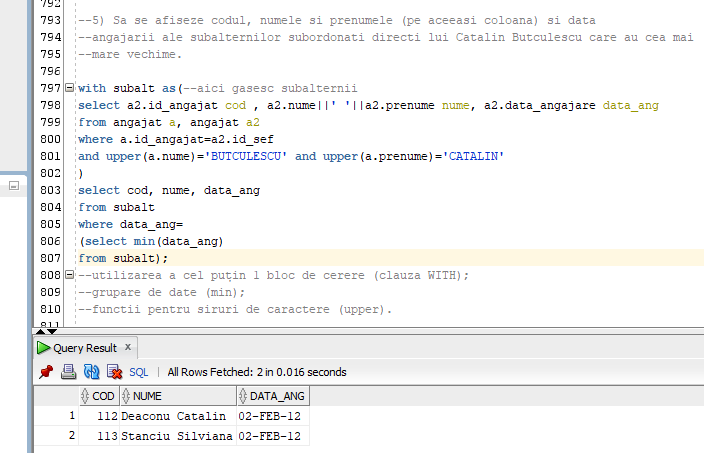 792
793 --5) Sa se afiseze codul, numele si prenumele (pe aceeasi coloana) si data
794 --angajarii ale subalternilor subordonati directi lui Catalin Butculescu care au cea mai
795 --mare vechime.
796
797 with subalt as(--aici gasesc subalternii
798 select a2.id_angajat cod , a2.nume||' '||a2.prenume nume, a2.data_angajare data_ang
799 from angajat a, angajat a2
800 where a.id_angajat=a2.id_sef
801 and upper(a.nume)='BUTCULESCU' and upper(a.prenume)='CATALIN'
802 )
803 select cod, nume, data_ang
804 from subalt
805 where data_ang=
806 (select min(data_ang)
807 from subalt);
808 --utilizarea a cel puțin 1 bloc de cerere (clauza WITH);
809 --grupare de date (min);
810 --functii pentru siruri de caractere (upper).
811
Query Result x
SQL | All Rows Fetched: 2 in 0.016 seconds
COD NUME DATA_ANG
1 112 Deaconu Catalin 02-FEB-12
2 113 Stanciu Silviana 02-FEB-12